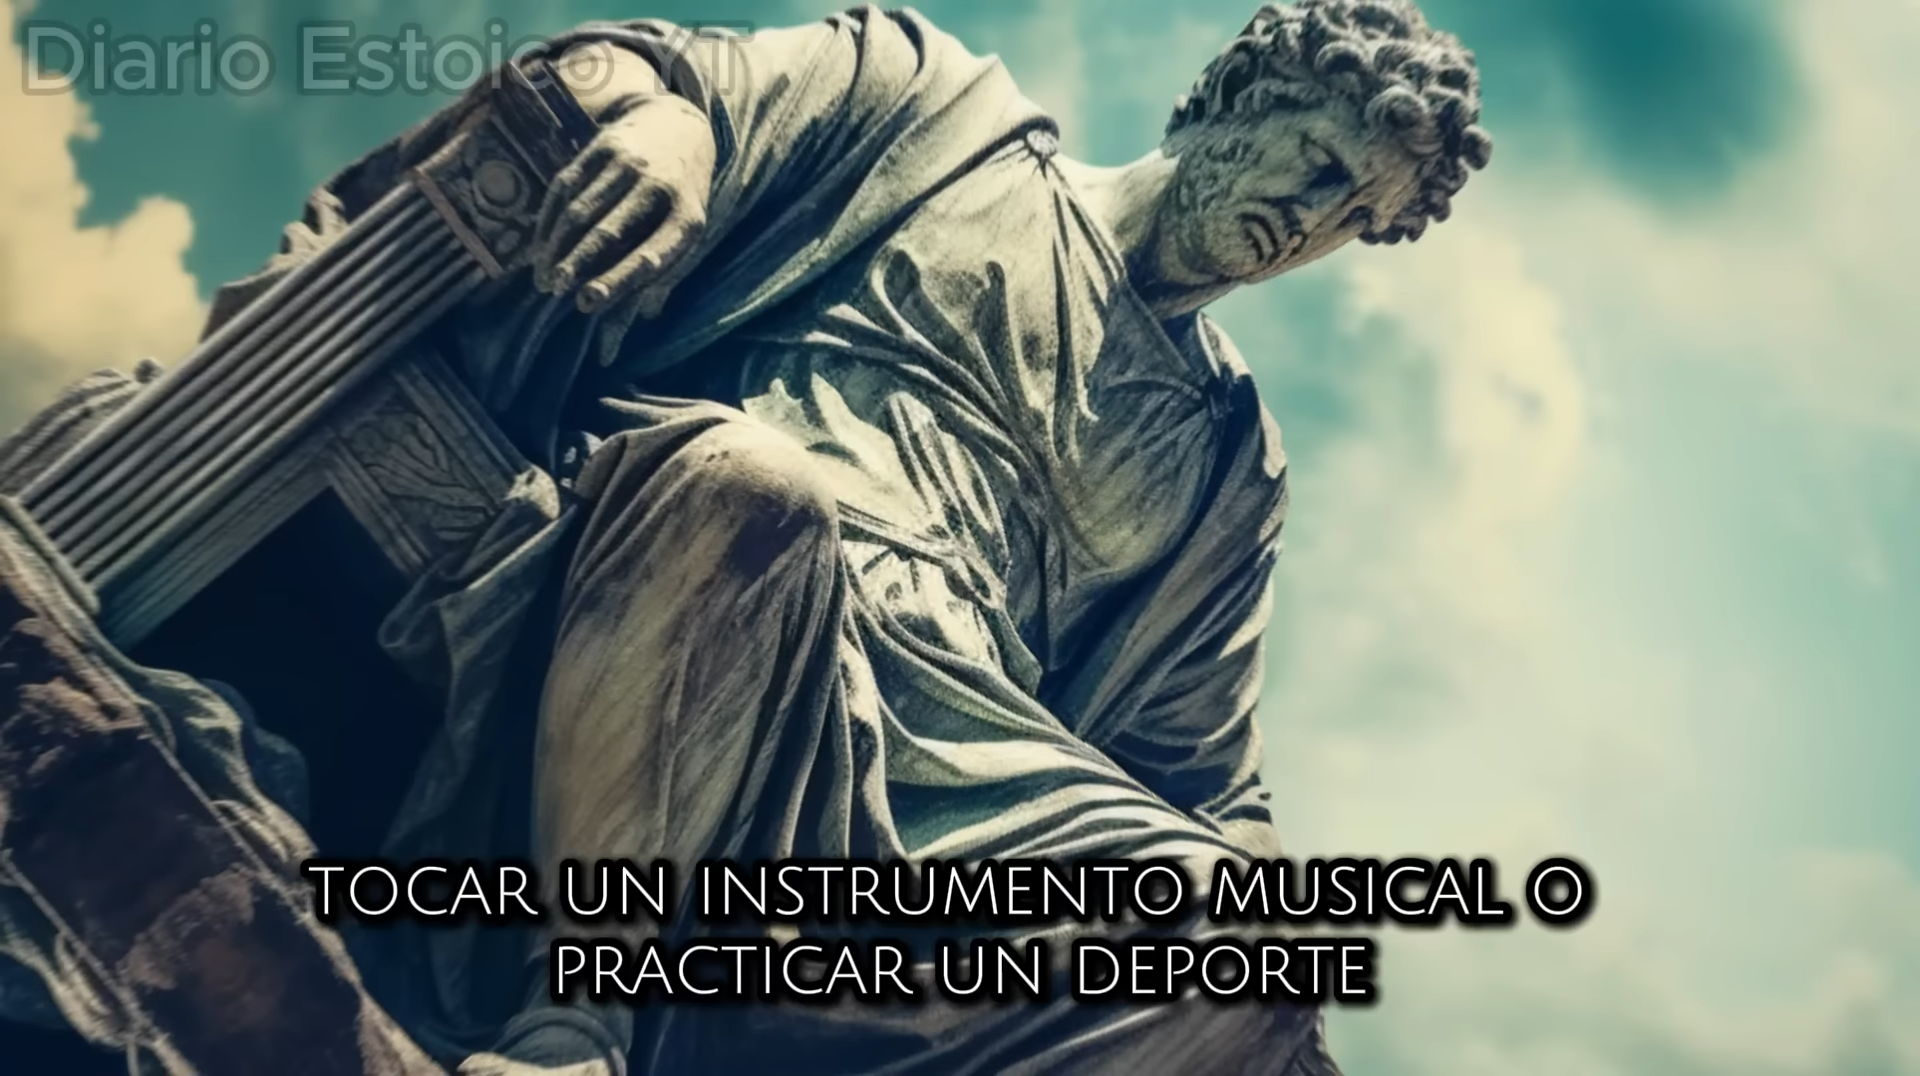 Diario Estoico YT
TOCAR UN INSTRUMENTO MUSICAL O
PRACTICAR UN DEPORTE